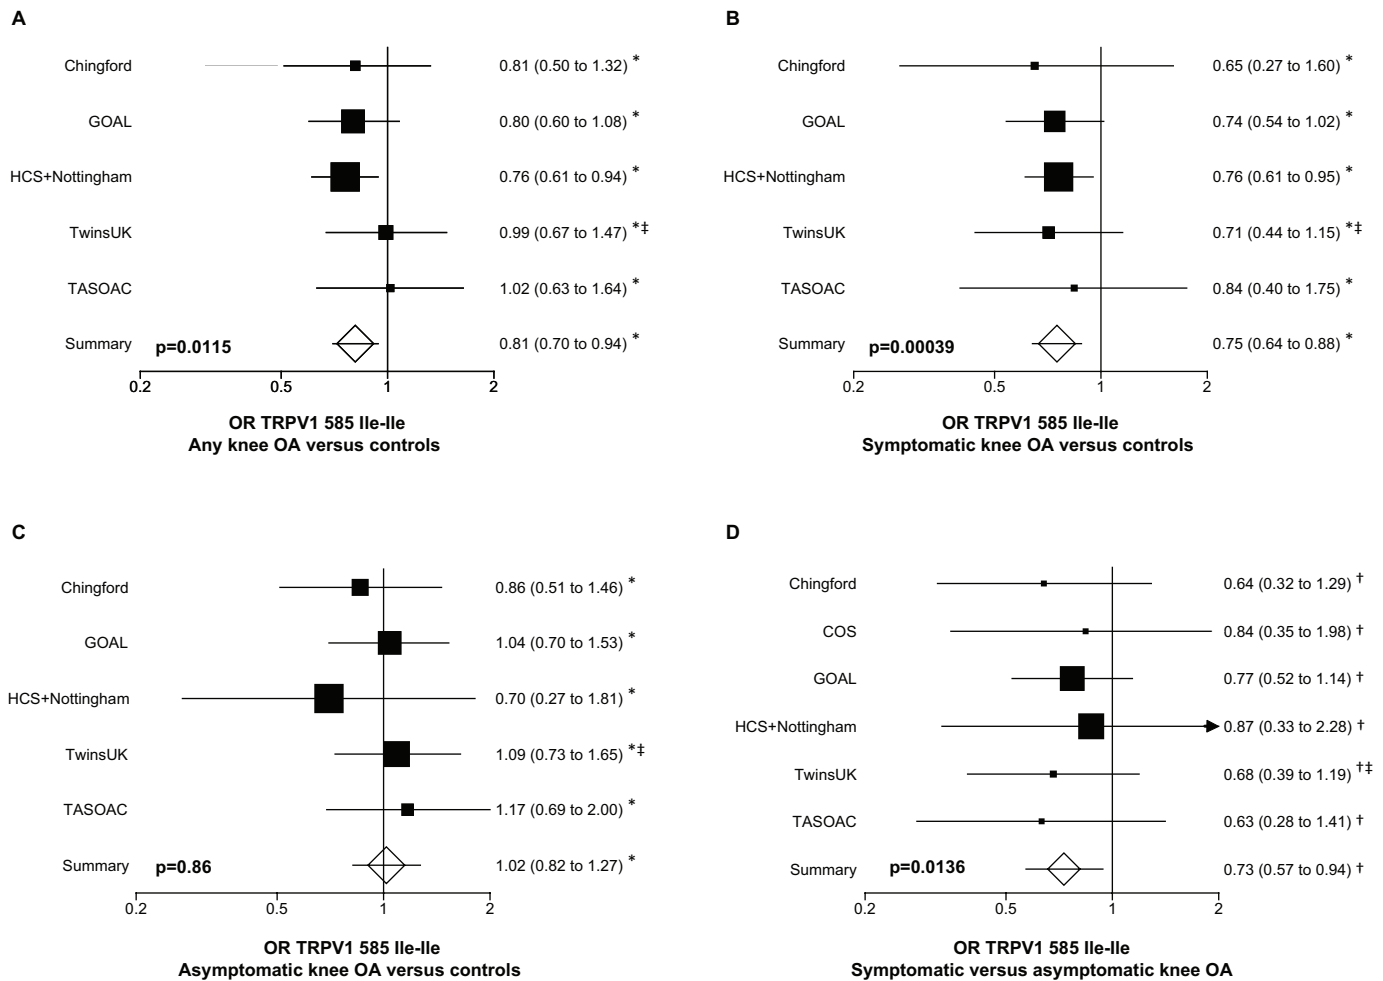 A
Chingford 0.81 (0.50 to 1.32) *
GOAL 0.80 (0.60 to 1.08) *
HCS+Nottingham 0.76 (0.61 to 0.94) *
TwinsUK 0.99 (0.67 to 1.47) *‡
TASOAC 1.02 (0.63 to 1.64) *
Summary p=0.0115 0.81 (0.70 to 0.94) *
0.2 0.5 1 2
OR TRPV1 585 Ile-Ile
Any knee OA versus controls
B
Chingford 0.65 (0.27 to 1.60) *
GOAL 0.74 (0.54 to 1.02) *
HCS+Nottingham 0.76 (0.61 to 0.95) *
TwinsUK 0.71 (0.44 to 1.15) *‡
TASOAC 0.84 (0.40 to 1.75) *
Summary p=0.00039 0.75 (0.64 to 0.88) *
0.2 0.5 1 2
OR TRPV1 585 Ile-Ile
Symptomatic knee OA versus controls
C
Chingford 0.86 (0.51 to 1.46) *
GOAL 1.04 (0.70 to 1.53) *
HCS+Nottingham 0.70 (0.27 to 1.81) *
TwinsUK 1.09 (0.73 to 1.65) *‡
TASOAC 1.17 (0.69 to 2.00) *
Summary p=0.86 1.02 (0.82 to 1.27) *
0.2 0.5 1 2
OR TRPV1 585 Ile-Ile
Asymptomatic knee OA versus controls
D
Chingford 0.64 (0.32 to 1.29) †
COS 0.84 (0.35 to 1.98) †
GOAL 0.77 (0.52 to 1.14) †
HCS+Nottingham 0.87 (0.33 to 2.28) †
TwinsUK 0.68 (0.39 to 1.19) †‡
TASOAC 0.63 (0.28 to 1.41) †
Summary p=0.0136 0.73 (0.57 to 0.94) †
0.2 0.5 1 2
OR TRPV1 585 Ile-Ile
Symptomatic versus asymptomatic knee OA